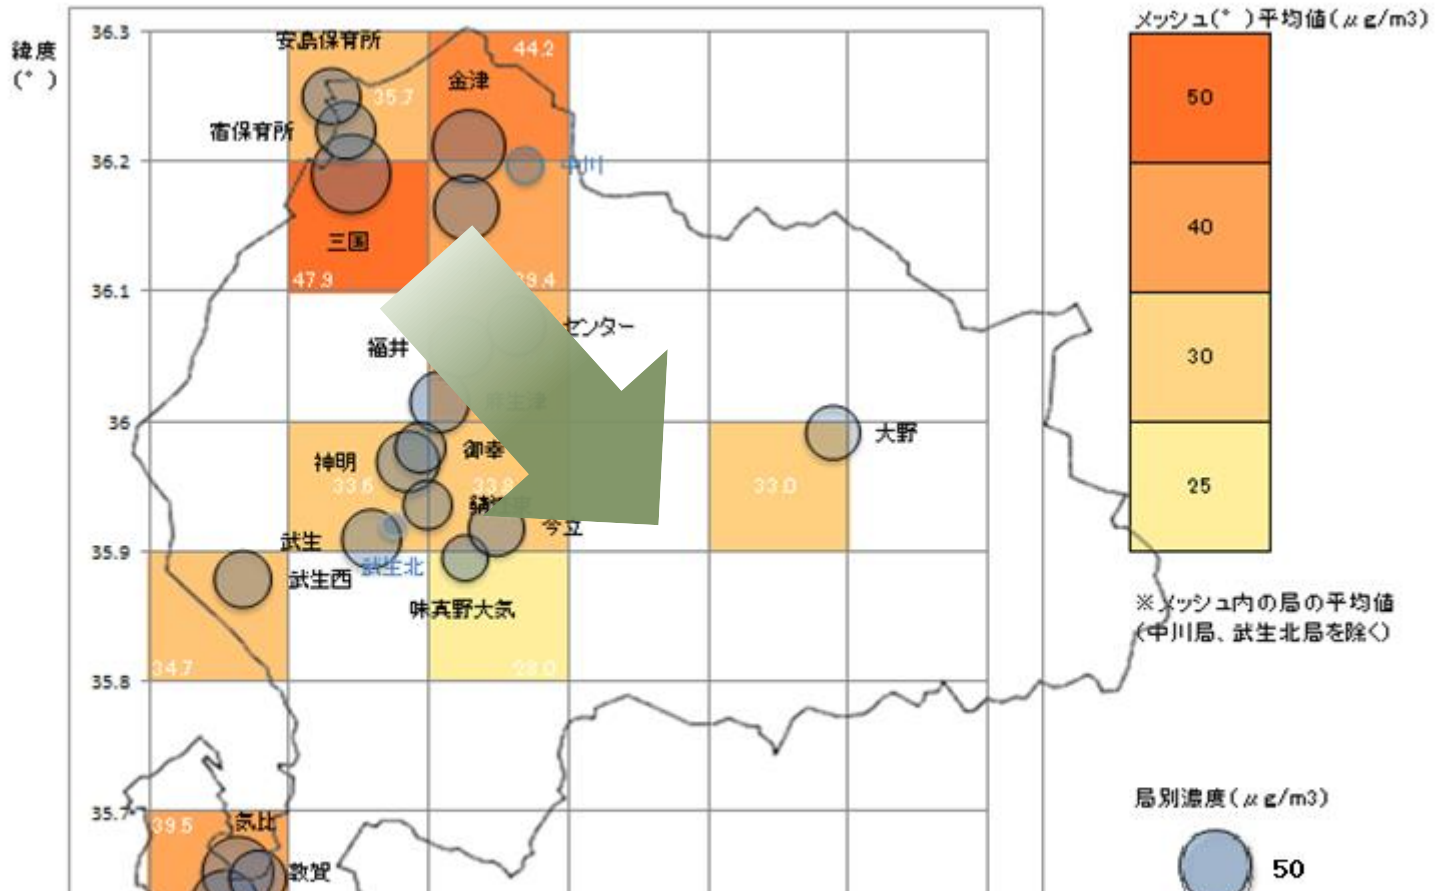 メッシュ(°)平均値(μg/m3)
緯度
(°)
36.3
安島保育所
44.2
金津
35.7
50
宿保育所
36.2
中川
三国
40
47.9
36.1
センター
福井
30
36
大野
御幸
神明
33.6
33.0
25
今立
武生
35.9
武生北
武生西
※メッシュ内の局の平均値
(中川局、武生北局を除く)
味真野大気
34.7
28.0
35.8
局別濃度(μg/m3)
35.7
39.5
気比
敦賀
50